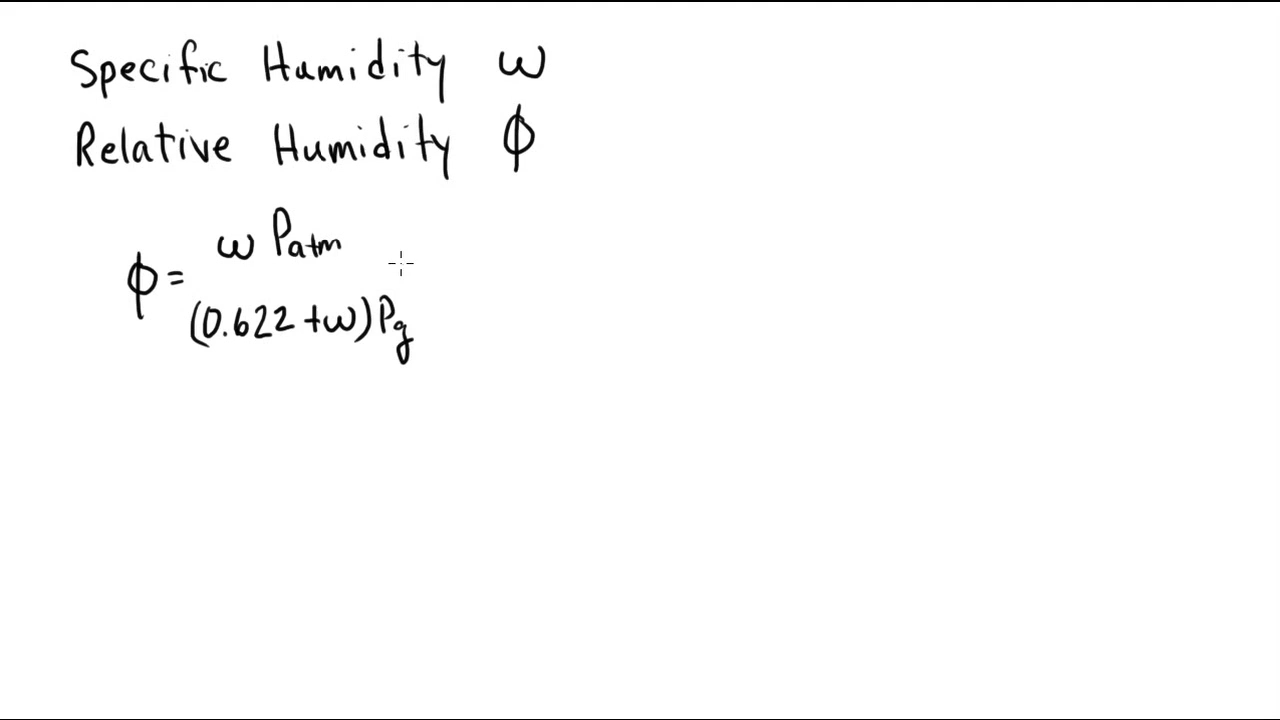 Specific Humidity ω
Relative Humidity ϕ
ω Patm
ϕ =
(0.622 + ω) Pg